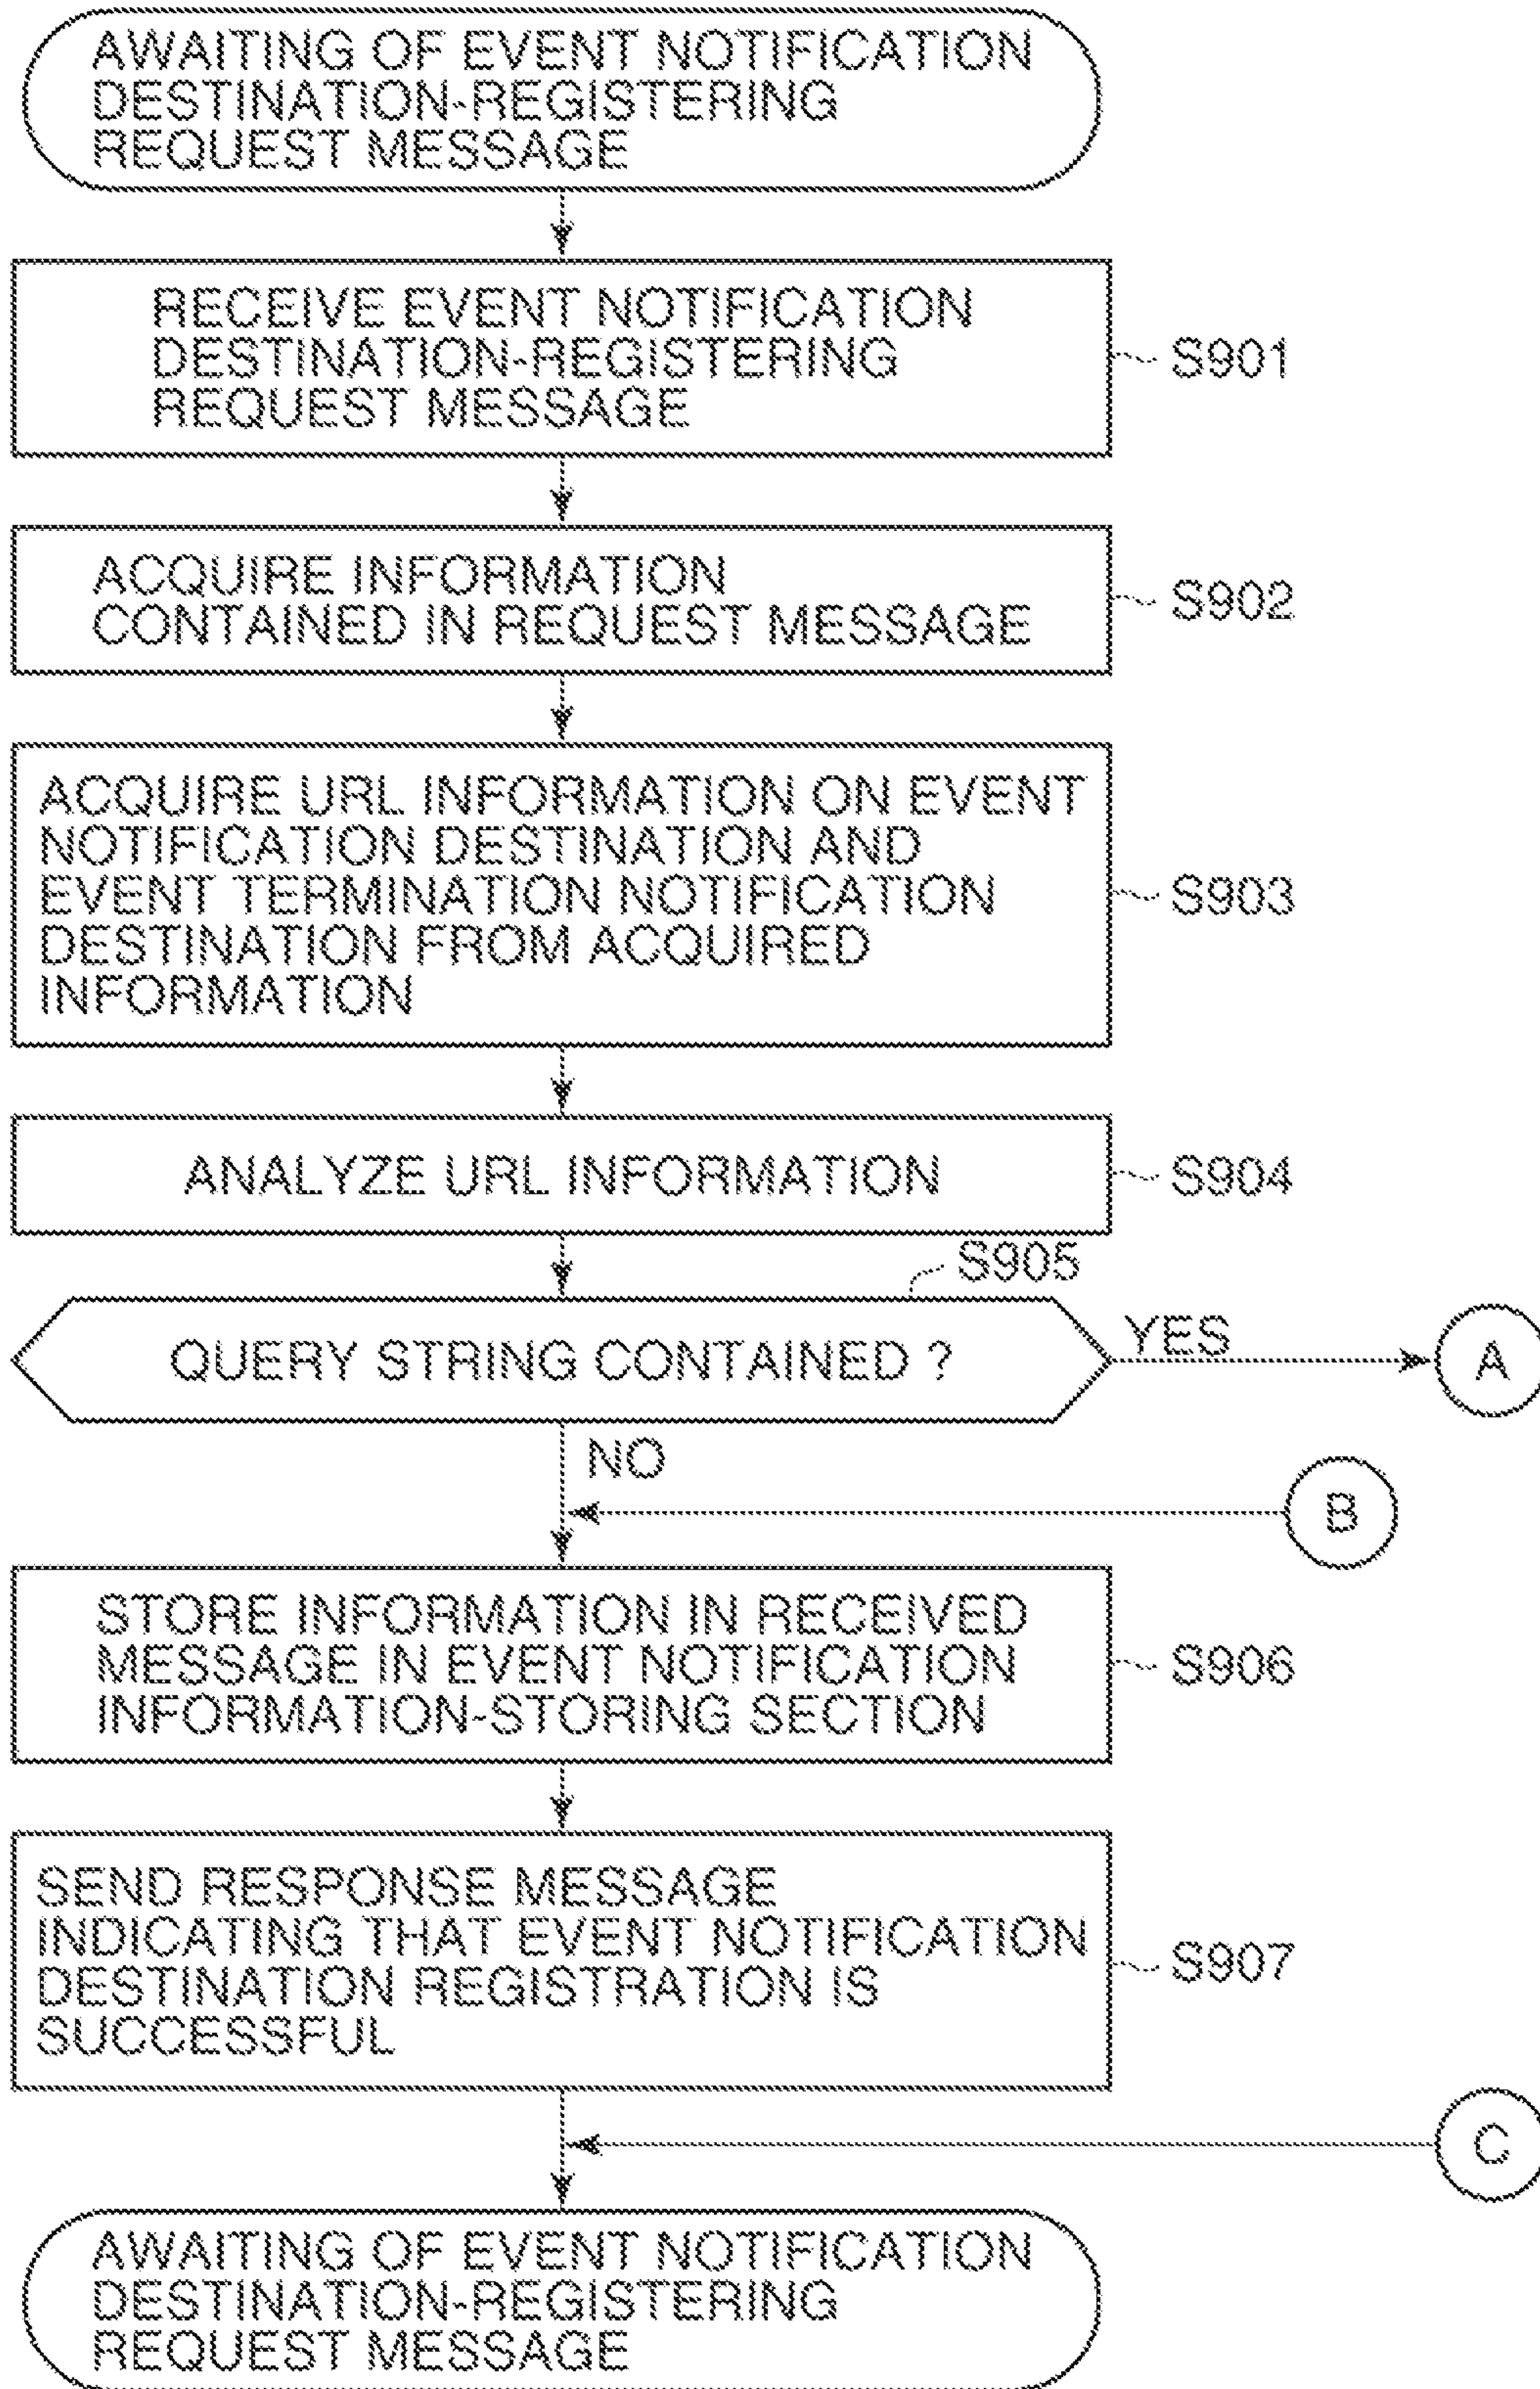 AWAITING OF EVENT NOTIFICATION
DESTINATION-REGISTERING
REQUEST MESSAGE
RECEIVE EVENT NOTIFICATION
DESTINATION-REGISTERING
REQUEST MESSAGE
S901
ACQUIRE INFORMATION
CONTAINED IN REQUEST MESSAGE
S902
ACQUIRE URL INFORMATION ON EVENT
NOTIFICATION DESTINATION AND
EVENT TERMINATION NOTIFICATION
DESTINATION FROM ACQUIRED
INFORMATION
S903
ANALYZE URL INFORMATION
S904
S905
QUERY STRING CONTAINED ?
YES
A
NO
B
STORE INFORMATION IN RECEIVED
MESSAGE IN EVENT NOTIFICATION
INFORMATION-STORING SECTION
S906
SEND RESPONSE MESSAGE
INDICATING THAT EVENT NOTIFICATION
DESTINATION REGISTRATION IS
SUCCESSFUL
S907
C
AWAITING OF EVENT NOTIFICATION
DESTINATION-REGISTERING
REQUEST MESSAGE